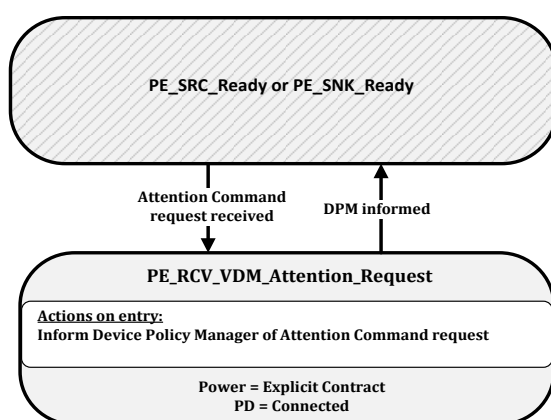 PE_SRC_Ready or PE_SNK_Ready
Attention Command
request received
DPM informed
PE_RCV_VDM_Attention_Request
Actions on entry:
Inform Device Policy Manager of Attention Command request
Power = Explicit Contract
PD = Connected